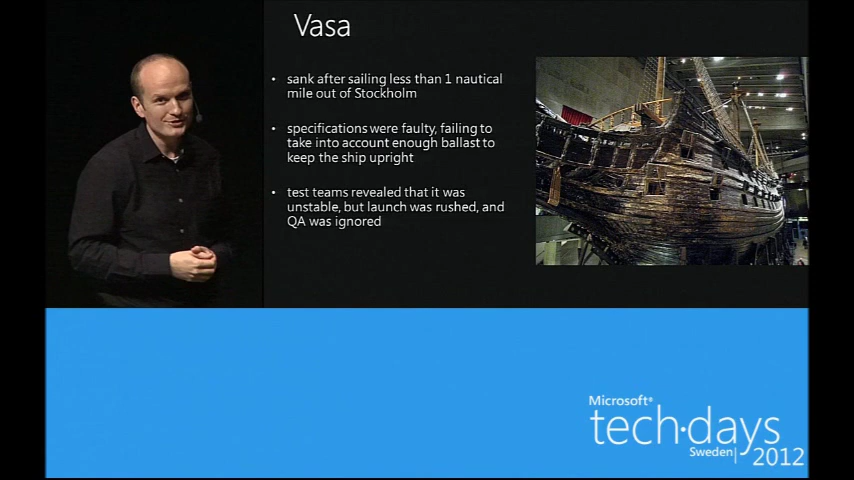 Vasa
• sank after sailing less than 1 nautical
mile out of Stockholm
• specifications were faulty, failing to
take into account enough ballast to
keep the ship upright
• test teams revealed that it was
unstable, but launch was rushed, and
QA was ignored
Microsoft®
tech·days
Sweden|
2012